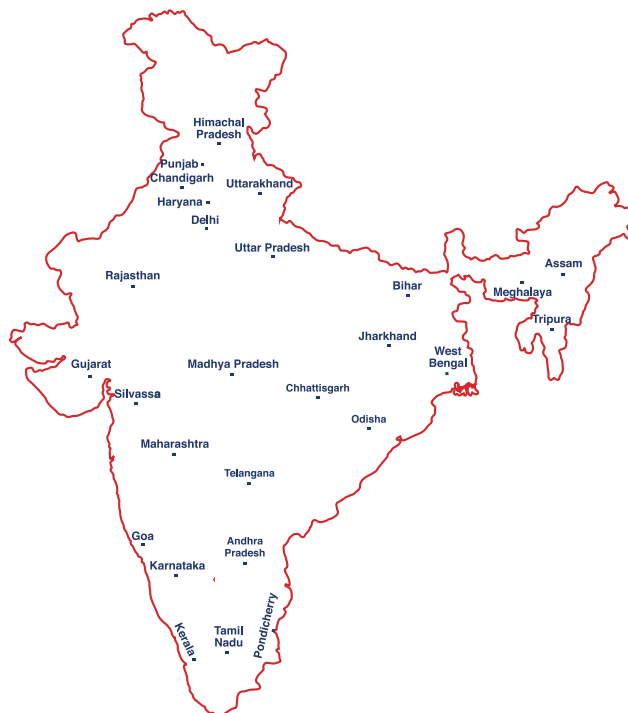 Himachal
Pradesh
Punjab
Chandigarh
Uttarakhand
Haryana
Delhi
Uttar Pradesh
Assam
Rajasthan
Bihar
Meghalaya
Tripura
Jharkhand
West
Bengal
Gujarat
Madhya Pradesh
Silvassa
Chhattisgarh
Odisha
Maharashtra
Telangana
Goa
Andhra
Pradesh
Karnataka
Kerala
Tamil
Nadu
Pondicherry